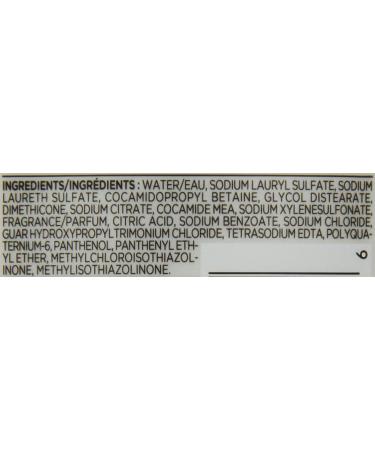 INGREDIENTS/INGRÉDIENTS : WATER/EAU, SODIUM LAURYL SULFATE, SODIUM
LAURETH SULFATE, COCAMIDOPROPYL BETAINE, GLYCOL DISTEARATE,
DIMETHICONE, SODIUM CITRATE, COCAMIDE MEA, SODIUM XYLENESULFONATE,
FRAGRANCE/PARFUM, CITRIC ACID, SODIUM BENZOATE, SODIUM CHLORIDE,
GUAR HYDROXYPROPYLTRIMONIUM CHLORIDE, TETRASODIUM EDTA, POLYQUA-
TERNIUM-6, PANTHENOL, PANTHENYL ETH-
YL ETHER, METHYLCHLOROISOTHIAZOL-
INONE, METHYLISOTHIAZOLINONE.
6